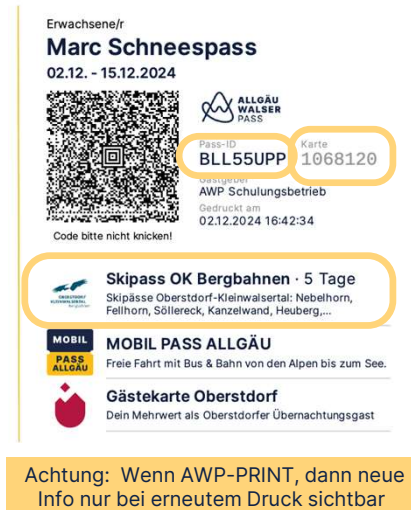 Erwachsene/r
Marc Schneespass
02.12. - 15.12.2024
ALLGÄU
WALSER
PASS
Pass-ID
BLL55UPP
Karte
1068120
Gastgeber
AWP Schulungsbetrieb
Gedruckt am
02.12.2024 16:42:34
Code bitte nicht knicken!
OBERSTDORF
KLEINWALSERTAL
Skipass OK Bergbahnen · 5 Tage
Skipässe Oberstdorf-Kleinwalsertal: Nebelhorn,
Fellhorn, Söllereck, Kanzelwand, Heuberg,...
MOBIL
PASS
ALLGÄU
MOBIL PASS ALLGÄU
Freie Fahrt mit Bus & Bahn von den Alpen bis zum See.
Gästekarte Oberstdorf
Dein Mehrwert als Oberstdorfer Übernachtungsgast
Achtung: Wenn AWP-PRINT, dann neue
Info nur bei erneutem Druck sichtbar